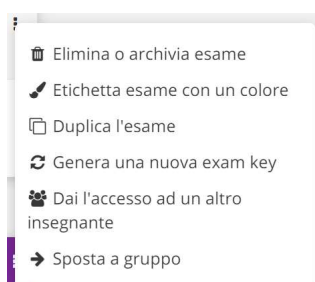 Elimina o archivia esame
Etichetta esame con un colore
Duplica l'esame
Genera una nuova exam key
Dai l'accesso ad un altro
insegnante
Sposta a gruppo